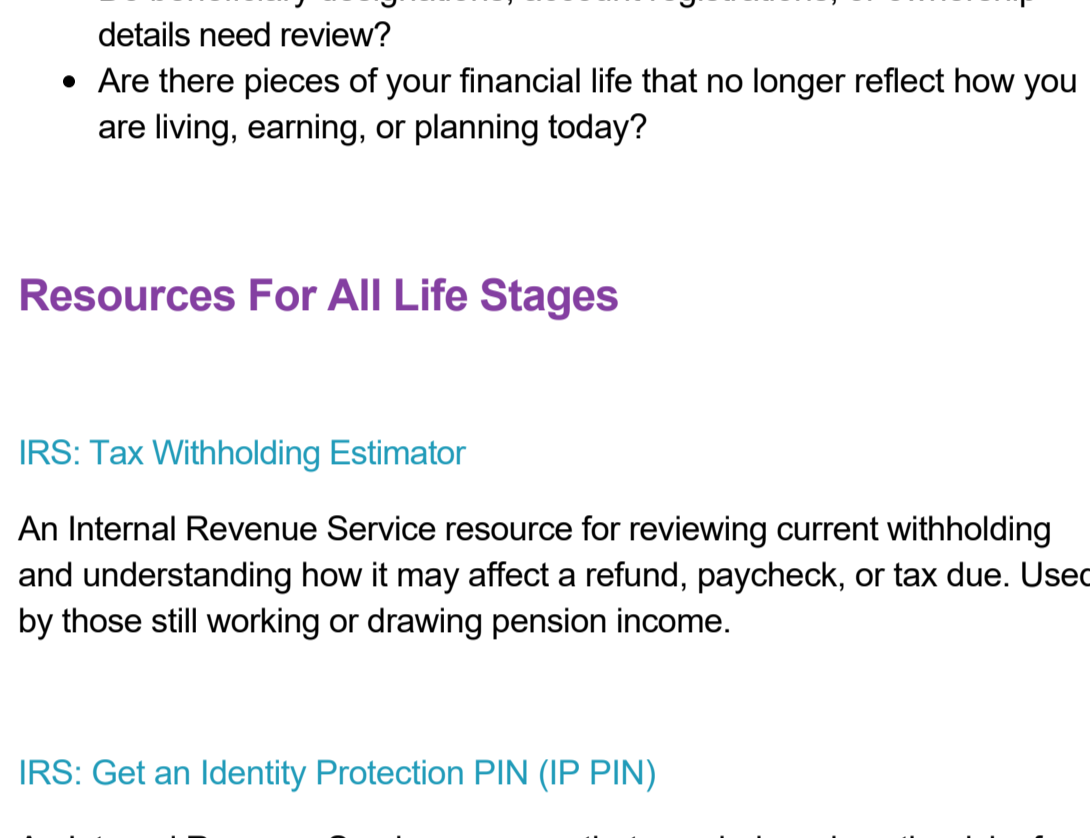 details need review?
Are there pieces of your financial life that no longer reflect how you
are living, earning, or planning today?
Resources For All Life Stages
IRS: Tax Withholding Estimator
An Internal Revenue Service resource for reviewing current withholding
and understanding how it may affect a refund, paycheck, or tax due. Used
by those still working or drawing pension income.
IRS: Get an Identity Protection PIN (IP PIN)